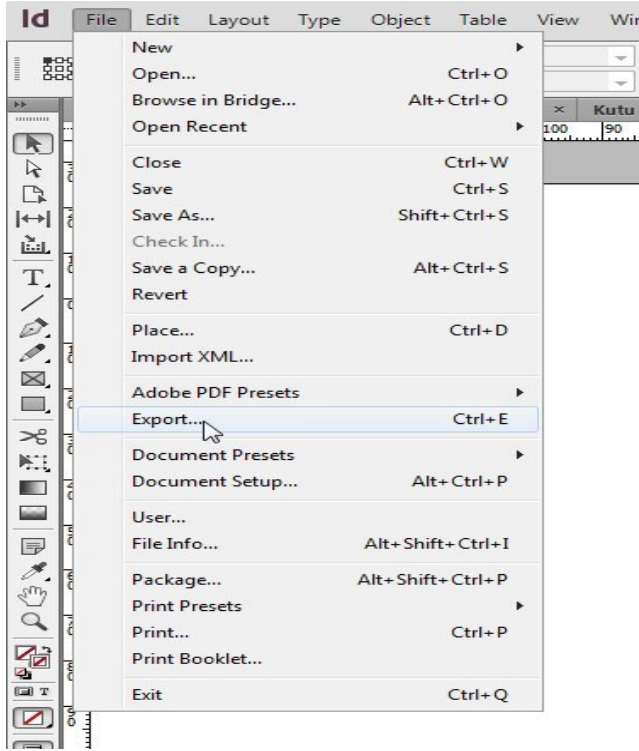 Id File Edit Layout Type Object Table View Wi
New
Open... Ctrl+O
Browse in Bridge... Alt+Ctrl+O
× Kutu
Open Recent
100 90
Close Ctrl+W
Save Ctrl+S
Save As... Shift+Ctrl+S
Check In...
Save a Copy... Alt+Ctrl+S
Revert
Place... Ctrl+D
Import XML...
Adobe PDF Presets
Export... Ctrl+E
Document Presets
Document Setup... Alt+Ctrl+P
User...
File Info... Alt+Shift+Ctrl+I
Package... Alt+Shift+Ctrl+P
Print Presets
Print... Ctrl+P
Print Booklet...
Exit Ctrl+Q